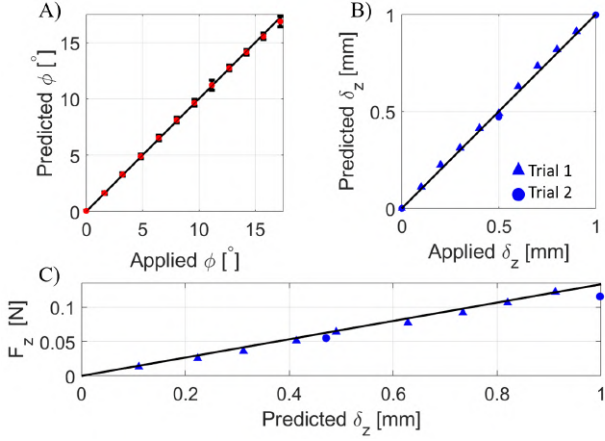 A)
Predicted ϕ [°]
15
10
5
0
0 5 10 15
Applied ϕ [°]
B)
Predicted δz [mm]
1
0.5
0
0 0.5 1
Applied δz [mm]
Trial 1
Trial 2
C)
Fz [N]
0.1
0.05
0
0 0.2 0.4 0.6 0.8 1
Predicted δz [mm]